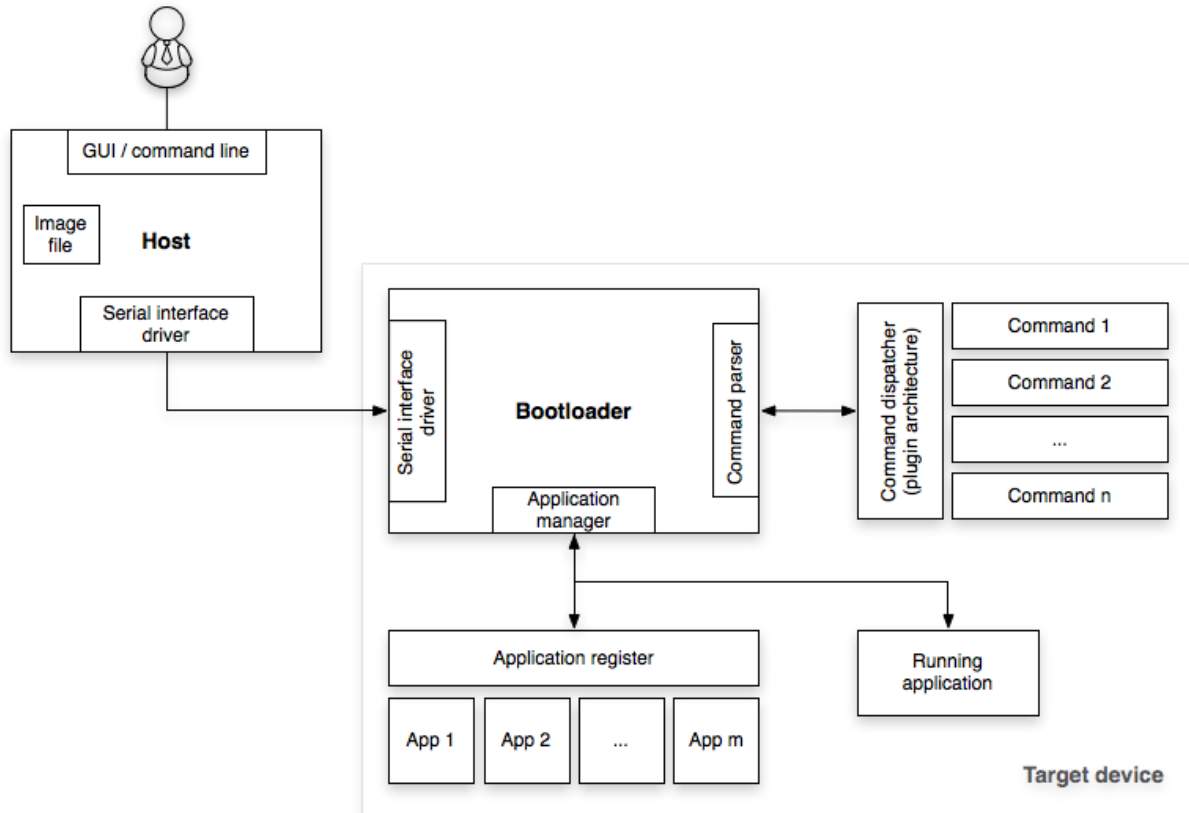 GUI / command line
Image
file
Host
Serial interface
driver
Serial interface
driver
Bootloader
Command parser
Application
manager
Command dispatcher
(plugin architecture)
Command 1
Command 2
...
Command n
Application register
App 1
App 2
...
App m
Running
application
Target device